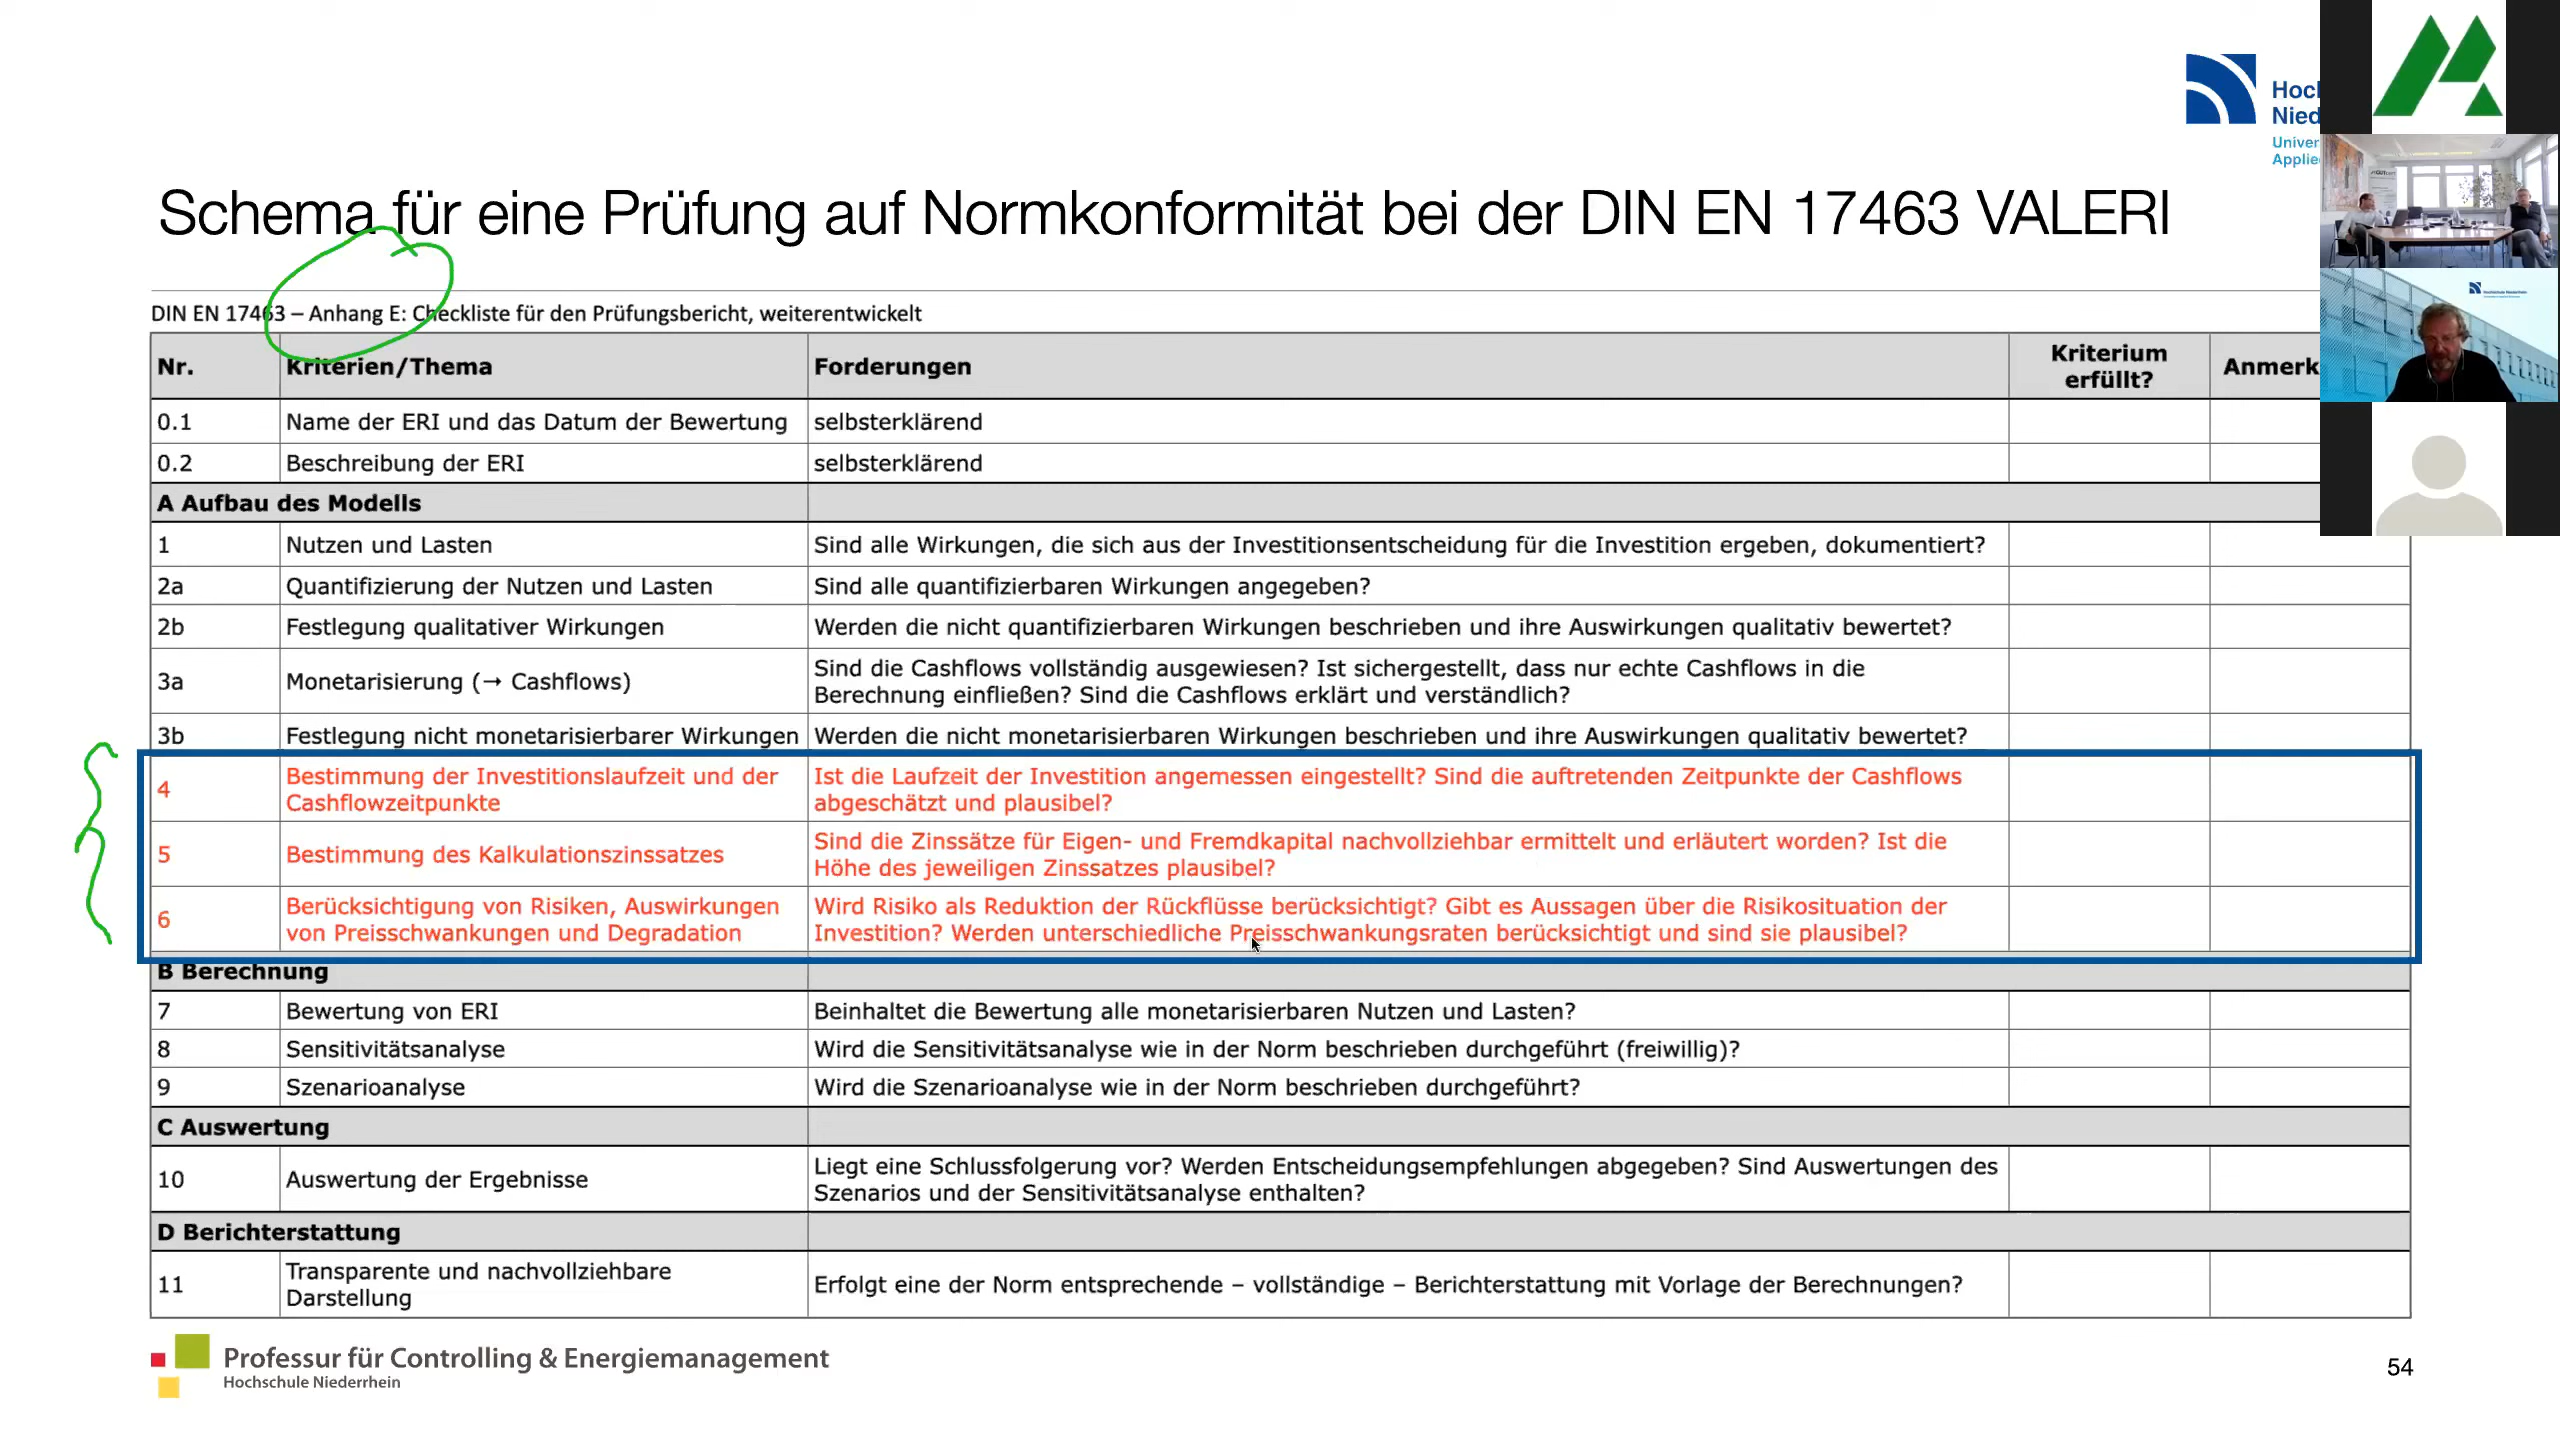 Hoch
Nied
Univer
Applie
Schema für eine Prüfung auf Normkonformität bei der DIN EN 17463 VALERI
DIN EN 17463 – Anhang E: Checkliste für den Prüfungsbericht, weiterentwickelt
Nr. Kriterien/Thema Forderungen Kriterium erfüllt? Anmerk
0.1 Name der ERI und das Datum der Bewertung selbsterklärend
0.2 Beschreibung der ERI selbsterklärend
A Aufbau des Modells
1 Nutzen und Lasten Sind alle Wirkungen, die sich aus der Investitionsentscheidung für die Investition ergeben, dokumentiert?
2a Quantifizierung der Nutzen und Lasten Sind alle quantifizierbaren Wirkungen angegeben?
2b Festlegung qualitativer Wirkungen Werden die nicht quantifizierbaren Wirkungen beschrieben und ihre Auswirkungen qualitativ bewertet?
3a Monetarisierung (→ Cashflows) Sind die Cashflows vollständig ausgewiesen? Ist sichergestellt, dass nur echte Cashflows in die
Berechnung einfließen? Sind die Cashflows erklärt und verständlich?
3b Festlegung nicht monetarisierbarer Wirkungen Werden die nicht monetarisierbaren Wirkungen beschrieben und ihre Auswirkungen qualitativ bewertet?
4 Bestimmung der Investitionslaufzeit und der Ist die Laufzeit der Investition angemessen eingestellt? Sind die auftretenden Zeitpunkte der Cashflows
Cashflowzeitpunkte abgeschätzt und plausibel?
5 Bestimmung des Kalkulationszinssatzes Sind die Zinssätze für Eigen- und Fremdkapital nachvollziehbar ermittelt und erläutert worden? Ist die
Höhe des jeweiligen Zinssatzes plausibel?
6 Berücksichtigung von Risiken, Auswirkungen Wird Risiko als Reduktion der Rückflüsse berücksichtigt? Gibt es Aussagen über die Risikosituation der
von Preisschwankungen und Degradation Investition? Werden unterschiedliche Preisschwankungsraten berücksichtigt und sind sie plausibel?
B Berechnung
7 Bewertung von ERI Beinhaltet die Bewertung alle monetarisierbaren Nutzen und Lasten?
8 Sensitivitätsanalyse Wird die Sensitivitätsanalyse wie in der Norm beschrieben durchgeführt (freiwillig)?
9 Szenarioanalyse Wird die Szenarioanalyse wie in der Norm beschrieben durchgeführt?
C Auswertung
10 Auswertung der Ergebnisse Liegt eine Schlussfolgerung vor? Werden Entscheidungsempfehlungen abgegeben? Sind Auswertungen des
Szenarios und der Sensitivitätsanalyse enthalten?
D Berichterstattung
11 Transparente und nachvollziehbare Darstellung Erfolgt eine der Norm entsprechende – vollständige – Berichterstattung mit Vorlage der Berechnungen?
Professur für Controlling & Energiemanagement
Hochschule Niederrhein
54